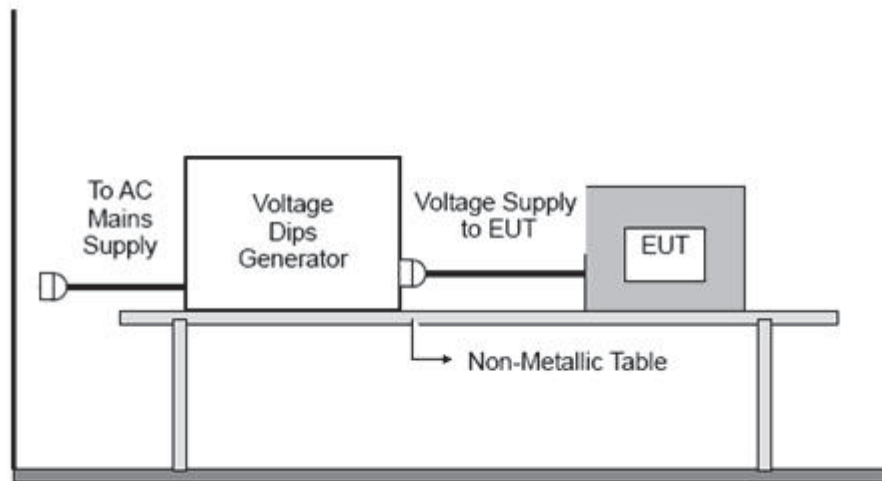 To AC
Mains
Supply
Voltage
Dips
Generator
Voltage Supply
to EUT
EUT
Non-Metallic Table